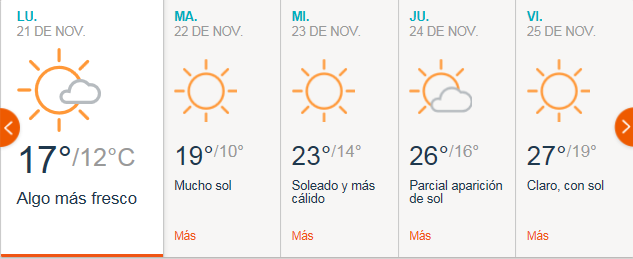 LU.
21 DE NOV.
17°/12°C
Algo más fresco
MA.
22 DE NOV.
19°/10°
Mucho sol
Más
MI.
23 DE NOV.
23°/14°
Soleado y más
cálido
Más
JU.
24 DE NOV.
26°/16°
Parcial aparición
de sol
Más
VI.
25 DE NOV.
27°/19°
Claro, con sol
Más